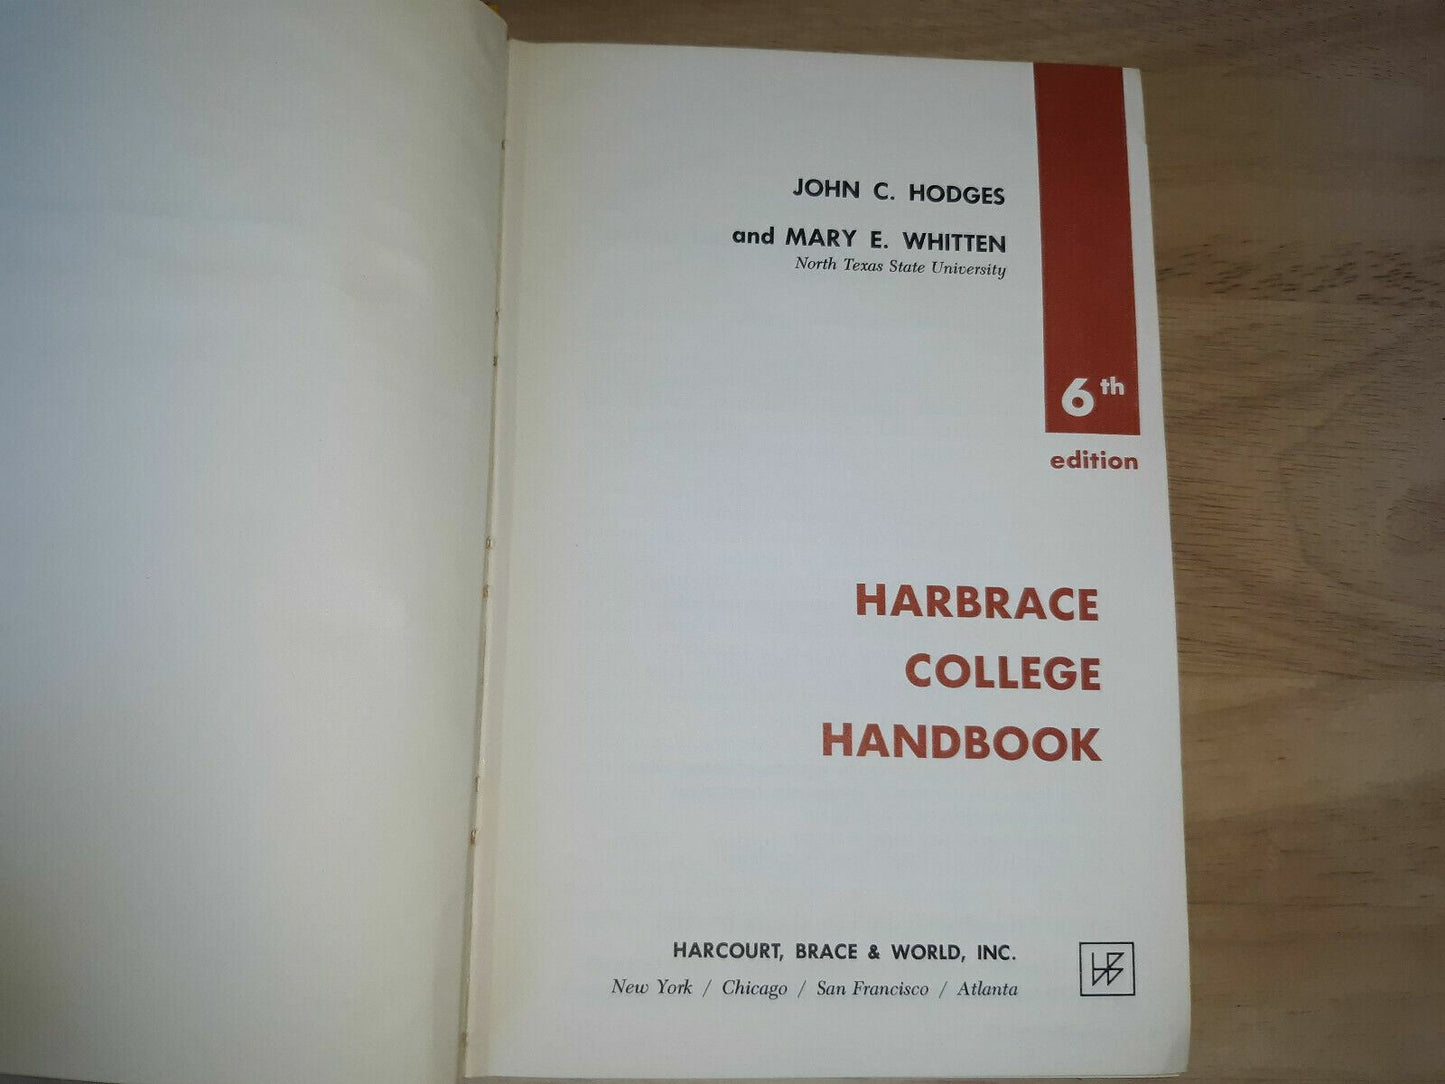 JOHN C. HODGES
and MARY E. WHITTEN
North Texas State University
6th
edition
HARBRACE
COLLEGE
HANDBOOK
HARCOURT, BRACE & WORLD, INC.
New York / Chicago / San Francisco / Atlanta